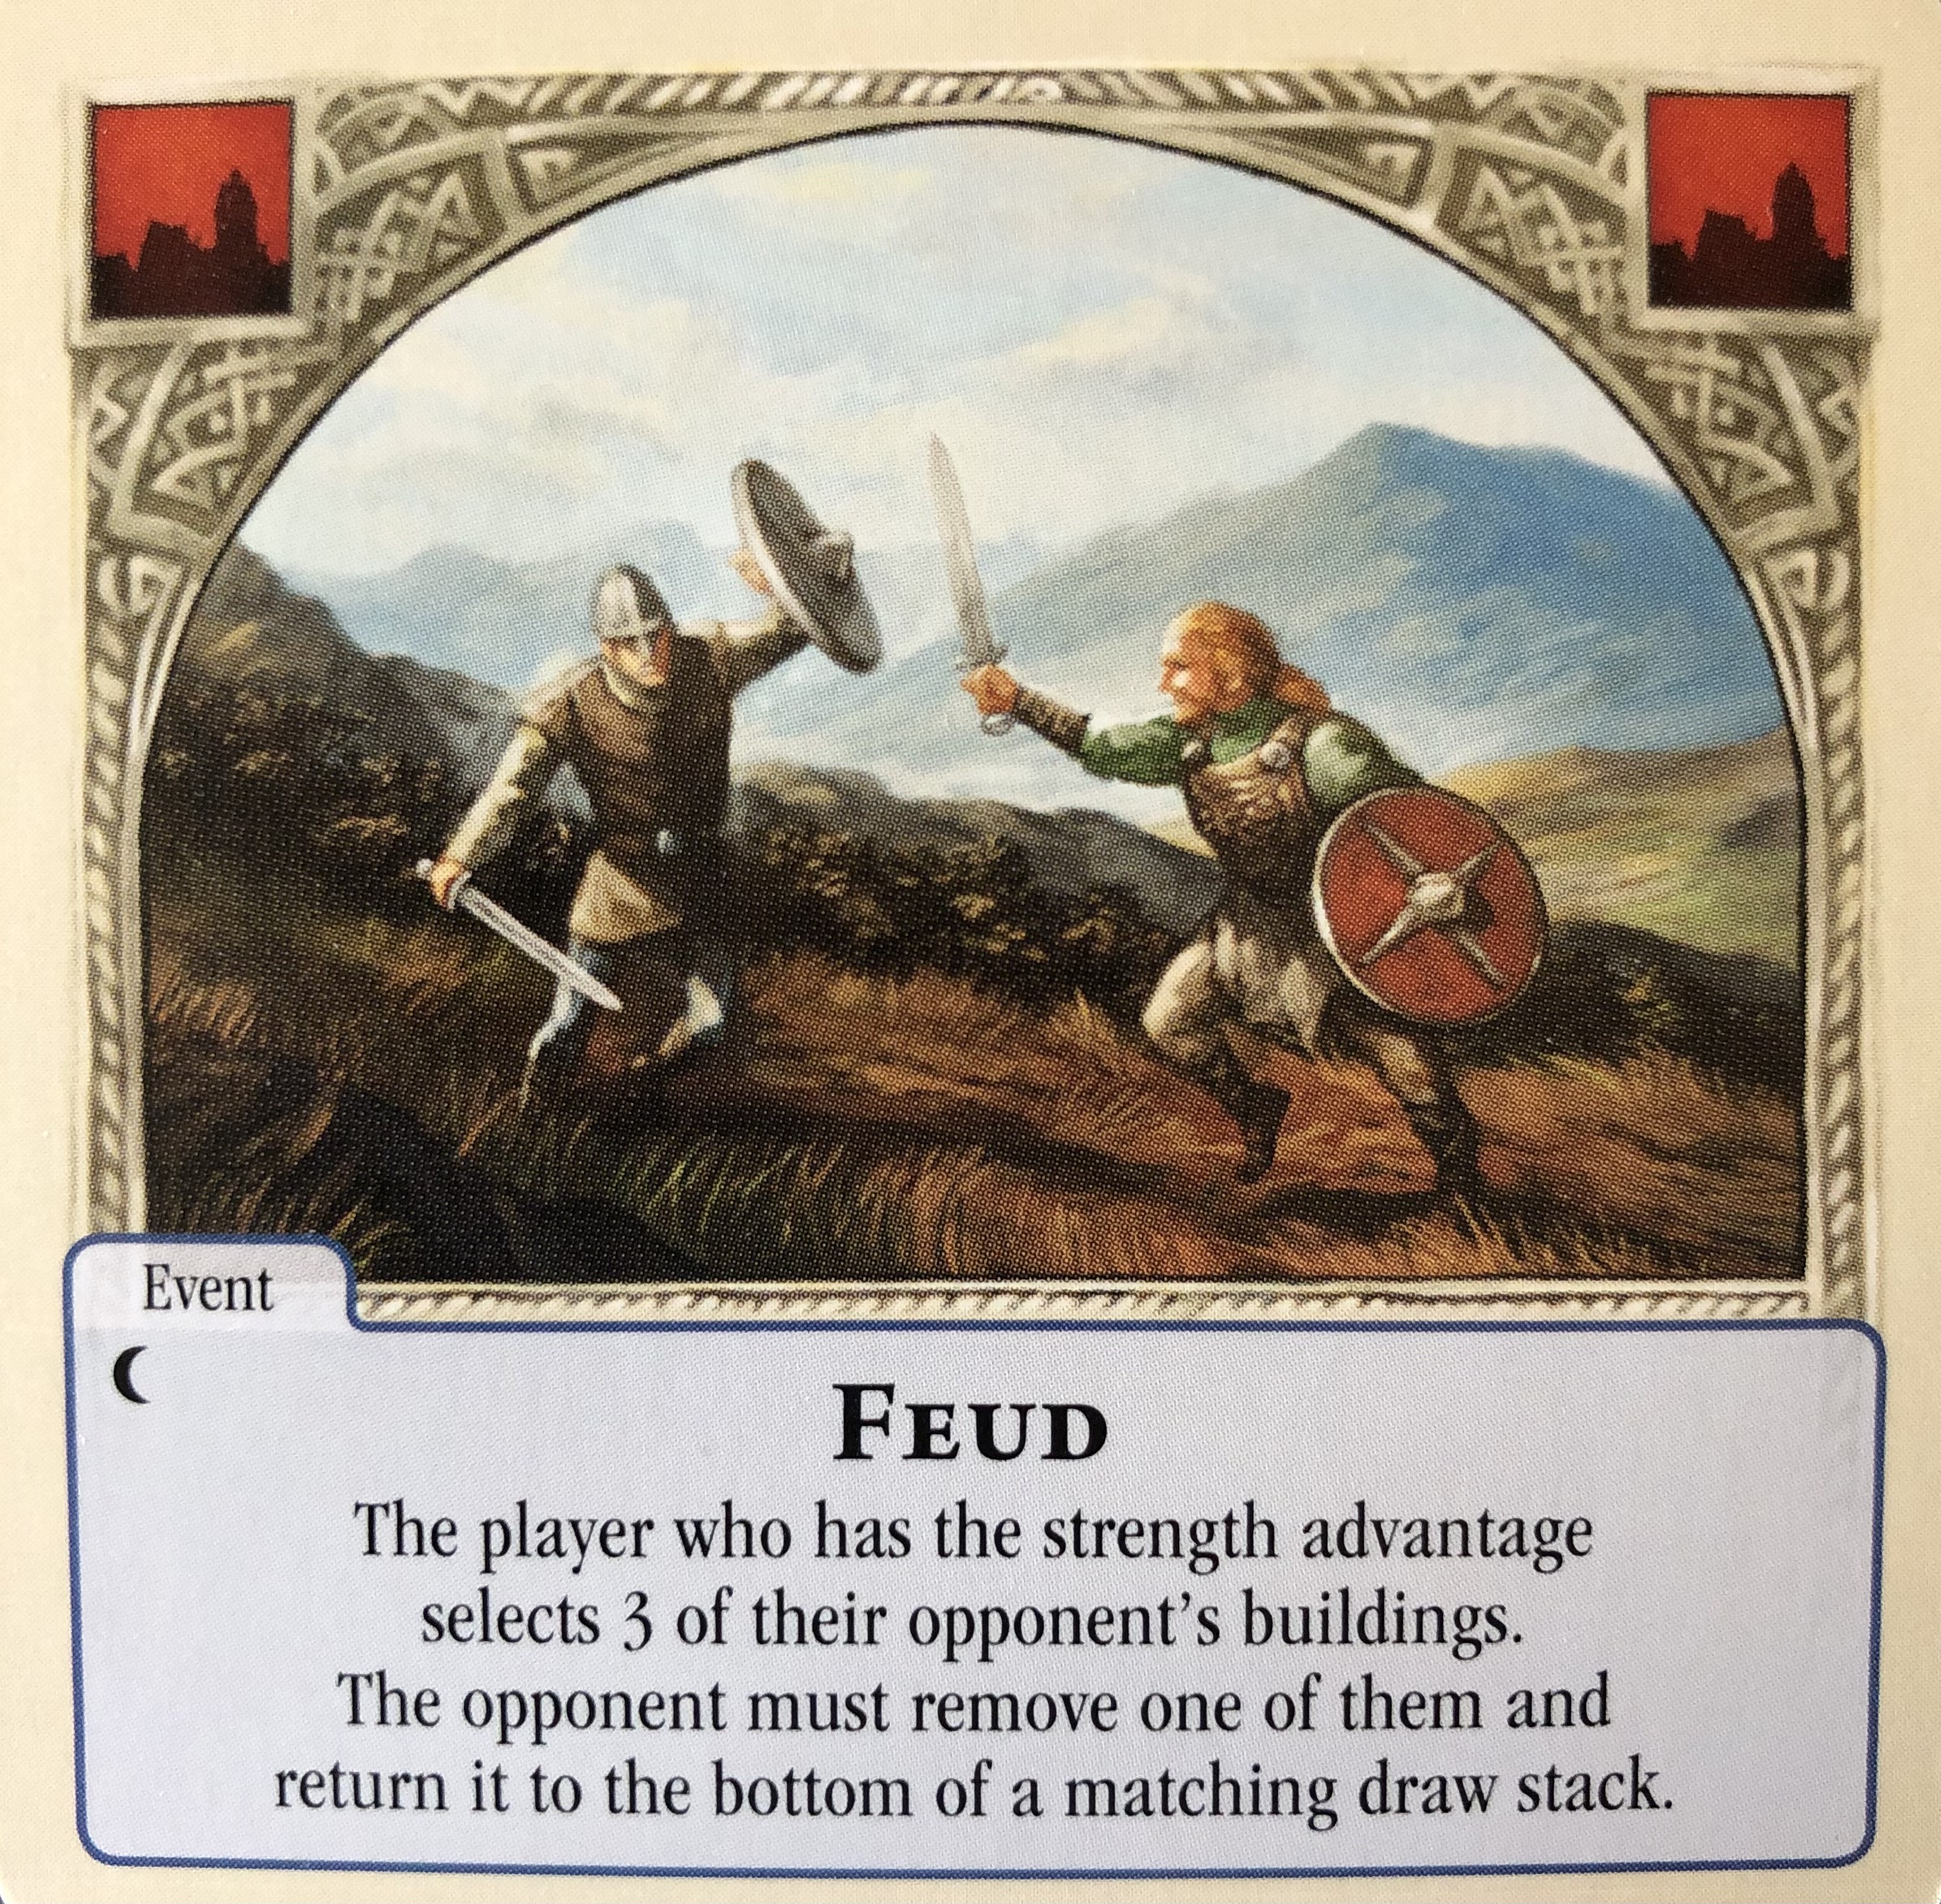 Event
Feud
The player who has the strength advantage
selects 3 of their opponent's buildings.
The opponent must remove one of them and
return it to the bottom of a matching draw stack.